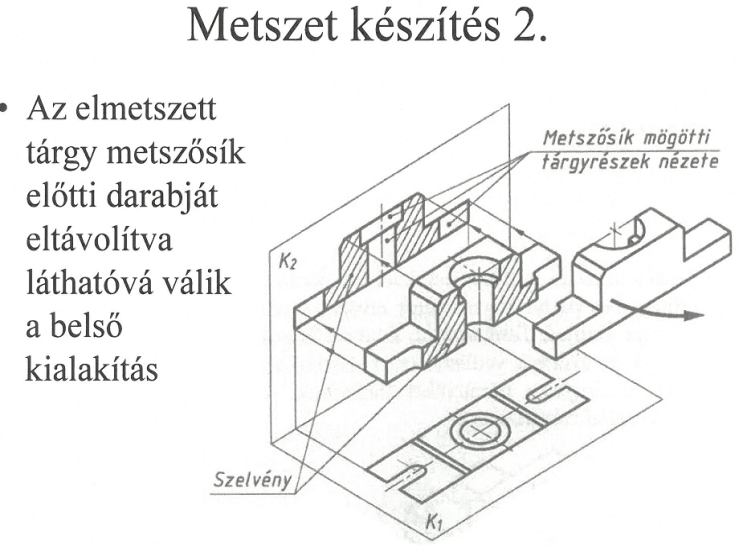 Metszet készítés 2.
• Az elmetszett
tárgy metszősík
előtti darabját
eltávolítva
láthatóvá válik
a belső
kialakítás
Metszősík mögötti
tárgyrészek nézete
K₂
Szelvény
K₁